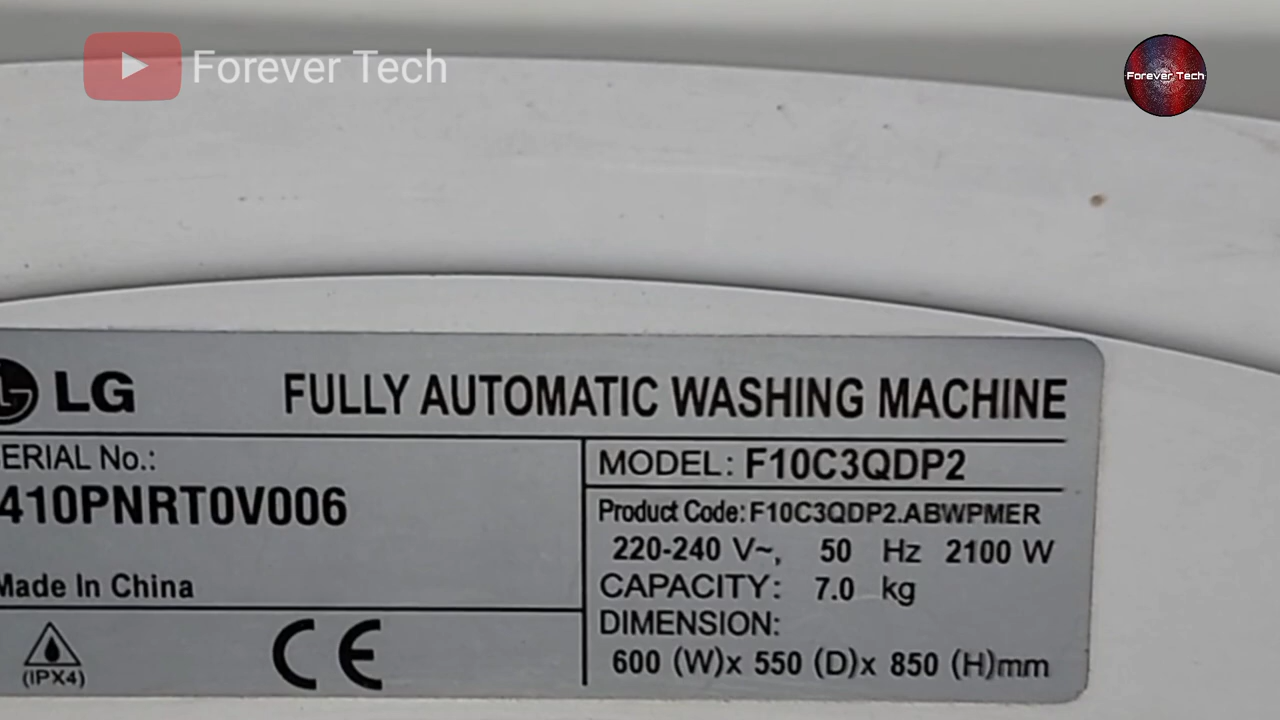 Forever Tech
Forever Tech
LG FULLY AUTOMATIC WASHING MACHINE
ERIAL No.:
410PNRT0V006
Made In China
(IPX4)
CE
MODEL: F10C3QDP2
Product Code: F10C3QDP2.ABWPMER
220-240 V~, 50 Hz 2100 W
CAPACITY: 7.0 kg
DIMENSION:
600 (W)x 550 (D)x 850 (H)mm